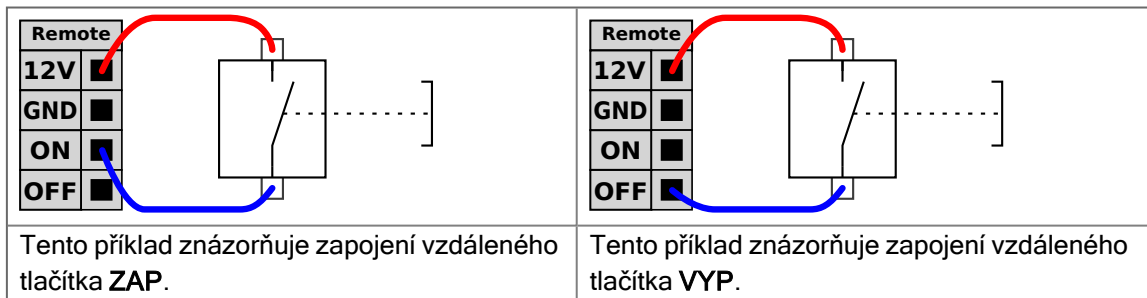 Remote
12V
GND
ON
OFF
Tento příklad znázorňuje zapojení vzdáleného
tlačítka ZAP.
Remote
12V
GND
ON
OFF
Tento příklad znázorňuje zapojení vzdáleného
tlačítka VYP.